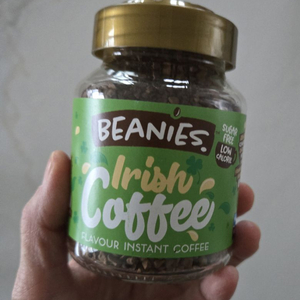 BEANIES
SUGAR
FREE
LOW
CALORIE
Irish
Coffee
FLAVOUR INSTANT COFFEE